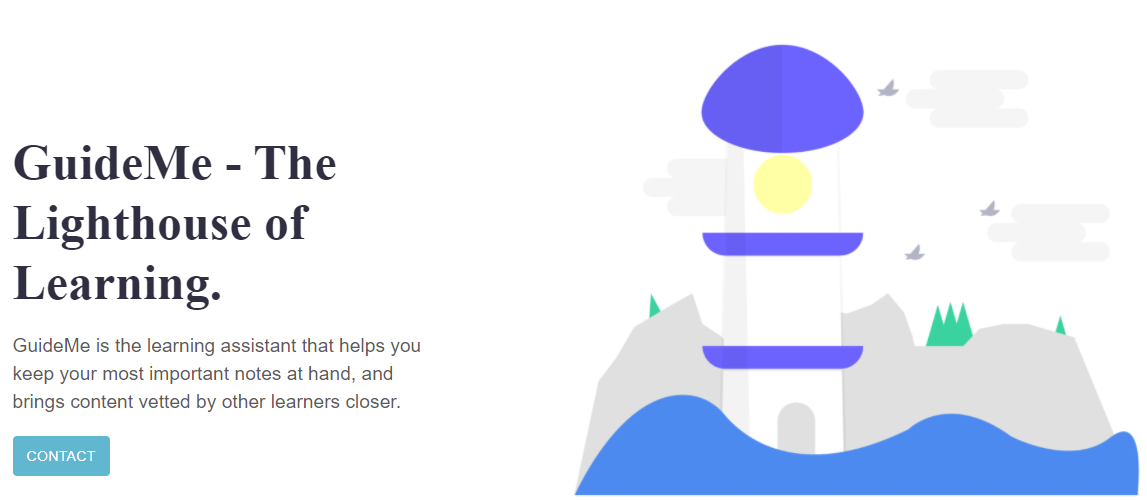 GuideMe - The
Lighthouse of
Learning.
GuideMe is the learning assistant that helps you
keep your most important notes at hand, and
brings content vetted by other learners closer.
CONTACT